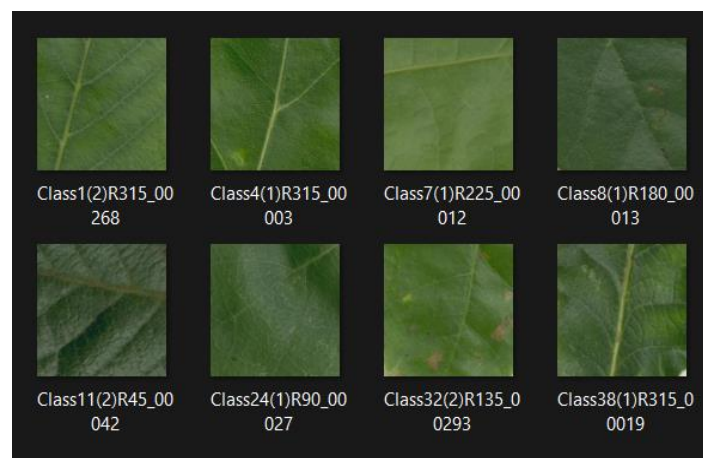 Class1(2)R315_00
268
Class4(1)R315_00
003
Class7(1)R225_00
012
Class8(1)R180_00
013
Class11(2)R45_00
042
Class24(1)R90_00
027
Class32(2)R135_0
0293
Class38(1)R315_0
0019